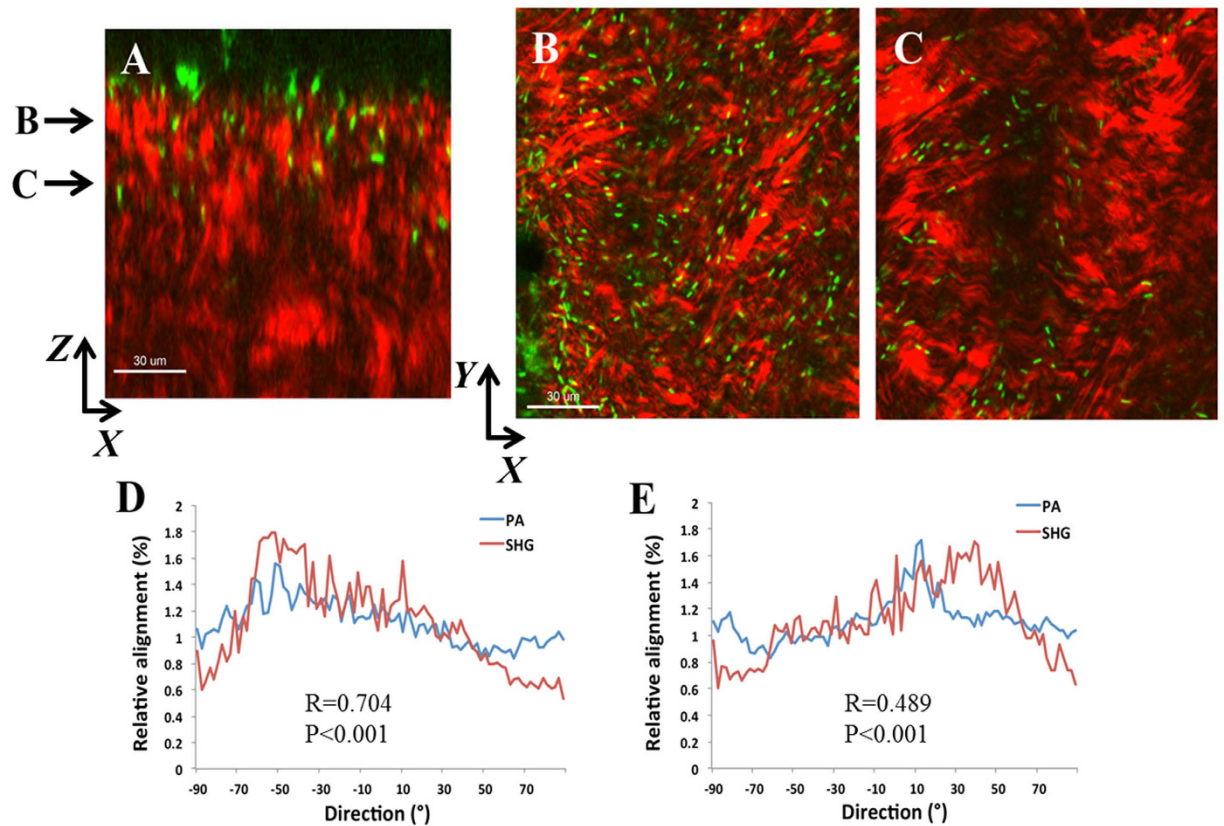 A
B
C
Z
X
30 um
B
Y
X
30 um
C
D
Relative alignment (%)
2
1.8
1.6
1.4
1.2
1
0.8
0.6
0.4
0.2
0
-90 -70 -50 -30 -10 10 30 50 70
Direction (°)
PA
SHG
R=0.704
P<0.001
E
Relative alignment (%)
2
1.8
1.6
1.4
1.2
1
0.8
0.6
0.4
0.2
0
-90 -70 -50 -30 -10 10 30 50 70
Direction (°)
PA
SHG
R=0.489
P<0.001